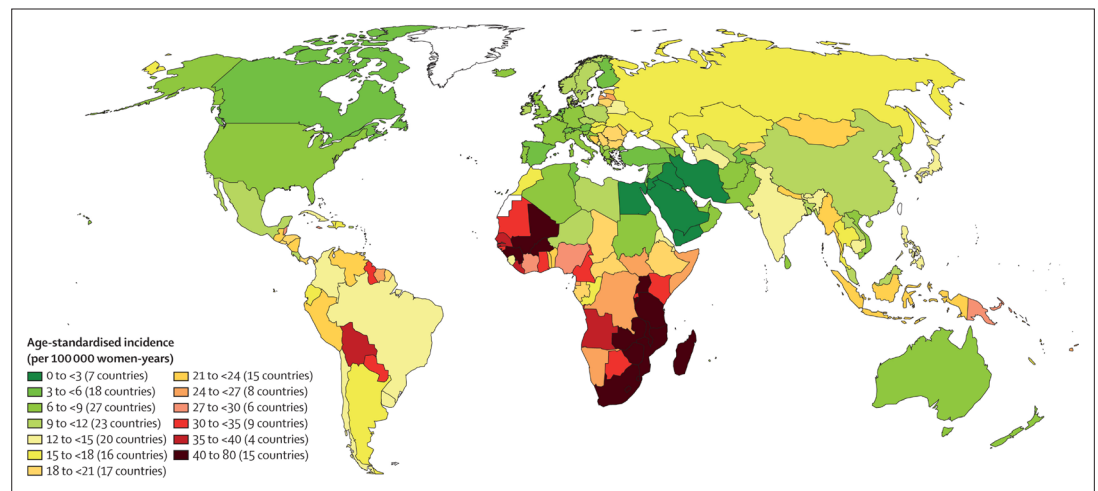 Age-standardised incidence
(per 100 000 women-years)
0 to <3 (7 countries)
3 to <6 (18 countries)
6 to <9 (27 countries)
9 to <12 (23 countries)
12 to <15 (20 countries)
15 to <18 (16 countries)
18 to <21 (17 countries)
21 to <24 (15 countries)
24 to <27 (8 countries)
27 to <30 (6 countries)
30 to <35 (9 countries)
35 to <40 (4 countries)
40 to 80 (15 countries)